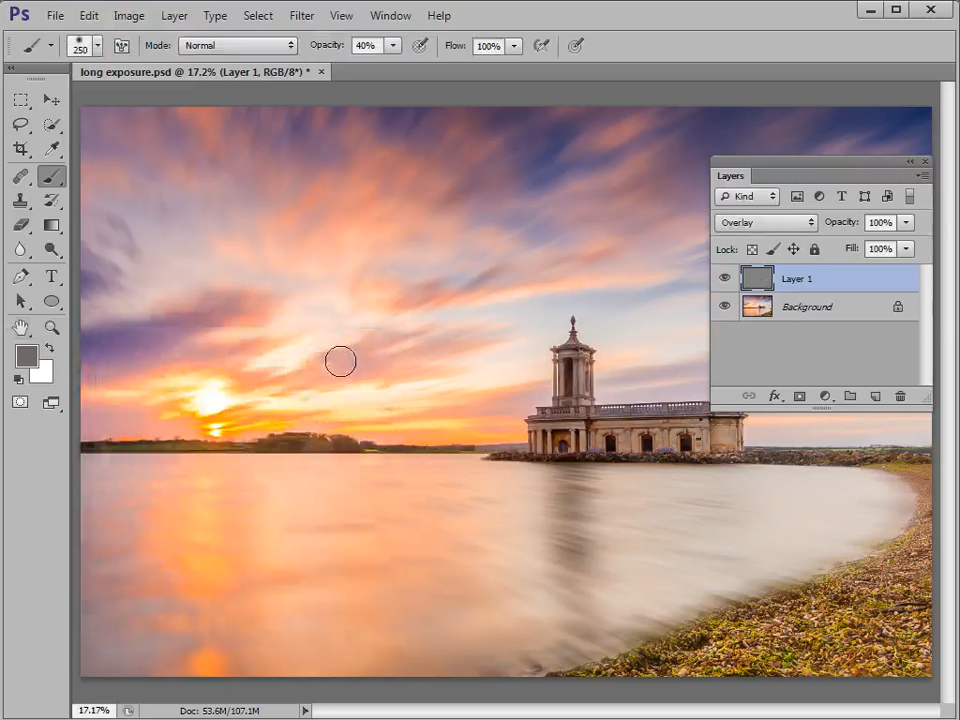 Ps File Edit Image Layer Type Select Filter View Window Help
250 Mode: Normal Opacity: 40% Flow: 100%
long exposure.psd @ 17.2% (Layer 1, RGB/8*) * ×
Layers
Kind
Overlay Opacity: 100%
Lock: Fill: 100%
Layer 1
Background
fx
T
17.17% Doc: 53.6M/107.1M